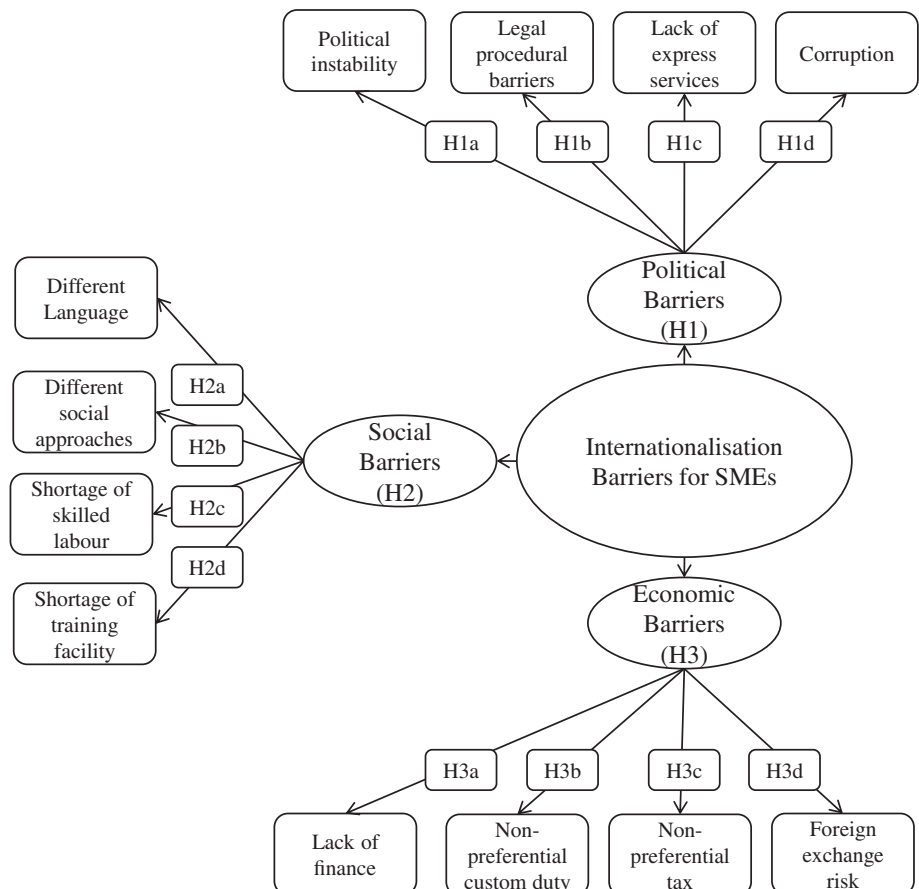 Political
instability
Legal
procedural
barriers
Lack of
express
services
Corruption
H1a
H1b
H1c
H1d
Political
Barriers
(H1)
Different
Language
Different
social
approaches
Shortage of
skilled
labour
Shortage of
training
facility
H2a
H2b
H2c
H2d
Social
Barriers
(H2)
Internationalisation
Barriers for SMEs
Economic
Barriers
(H3)
H3a
H3b
H3c
H3d
Lack of
finance
Non-
preferential
custom duty
Non-
preferential
tax
Foreign
exchange
risk